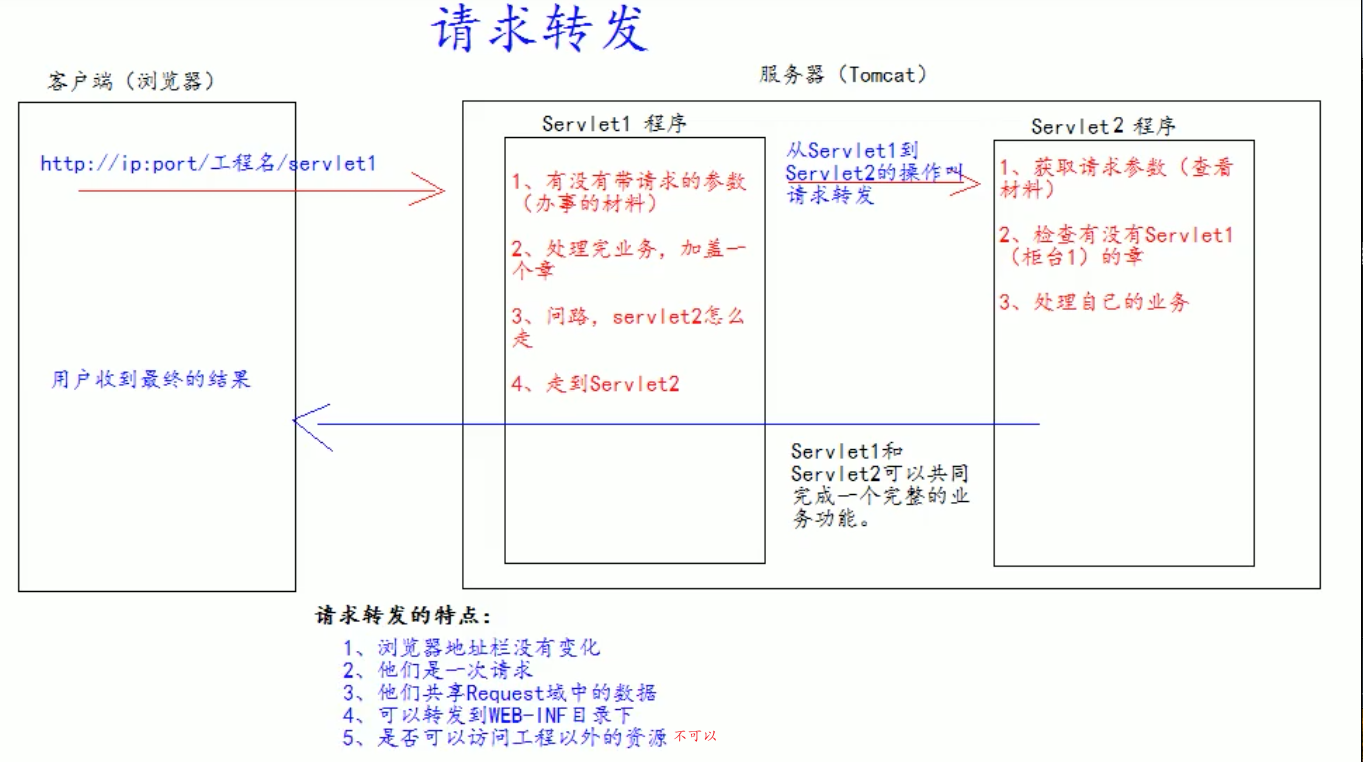 请求转发
客户端（浏览器）
服务器（Tomcat）
http://ip:port/工程名/servlet1
用户收到最终的结果
Servlet1 程序
1、有没有带请求的参数
（办事的材料）
2、处理完业务，加盖一
个章
3、问路，servlet2怎么
走
4、走到Servlet2
从Servlet1到
Servlet2的操作叫
请求转发
Servlet2 程序
1、获取请求参数（查看
材料）
2、检查有没有Servlet1
（柜台1）的章
3、处理自己的业务
Servlet1和
Servlet2可以共同
完成一个完整的业
务功能。
请求转发的特点：
1、浏览器地址栏没有变化
2、他们是一次请求
3、他们共享Request域中的数据
4、可以转发到WEB-INF目录下
5、是否可以访问工程以外的资源 不可以